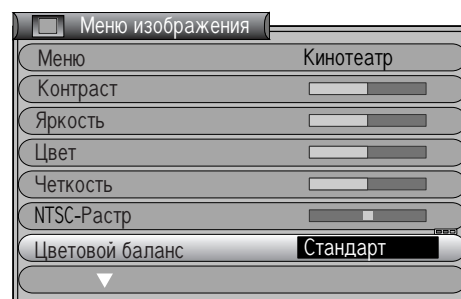 Меню изображения
Меню Кинотеатр
Контраст
Яркость
Цвет
Четкость
NTSC-Растр
Цветовой баланс Стандарт